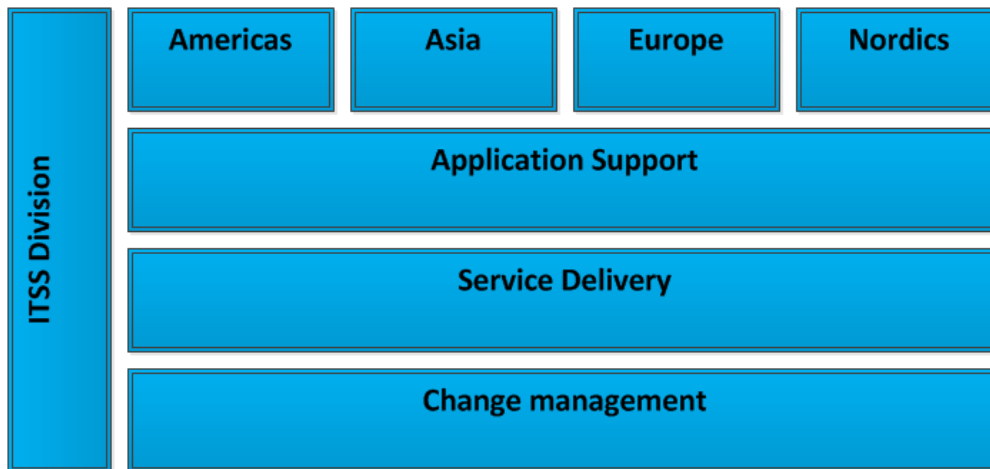 ITSS Division
Americas
Asia
Europe
Nordics
Application Support
Service Delivery
Change management